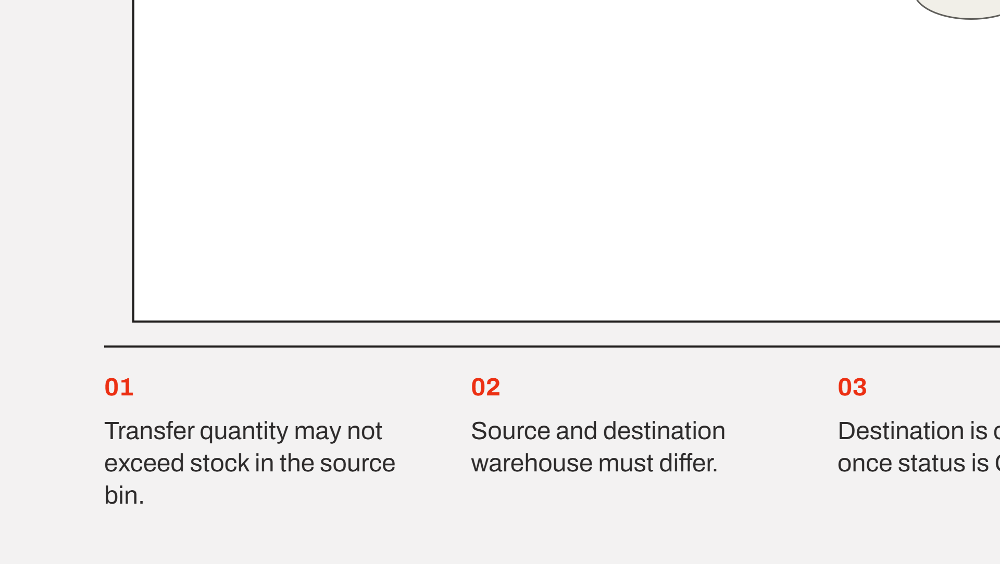 01
Transfer quantity may not
exceed stock in the source
bin.
02
Source and destination
warehouse must differ.
03
Destination is
once status is